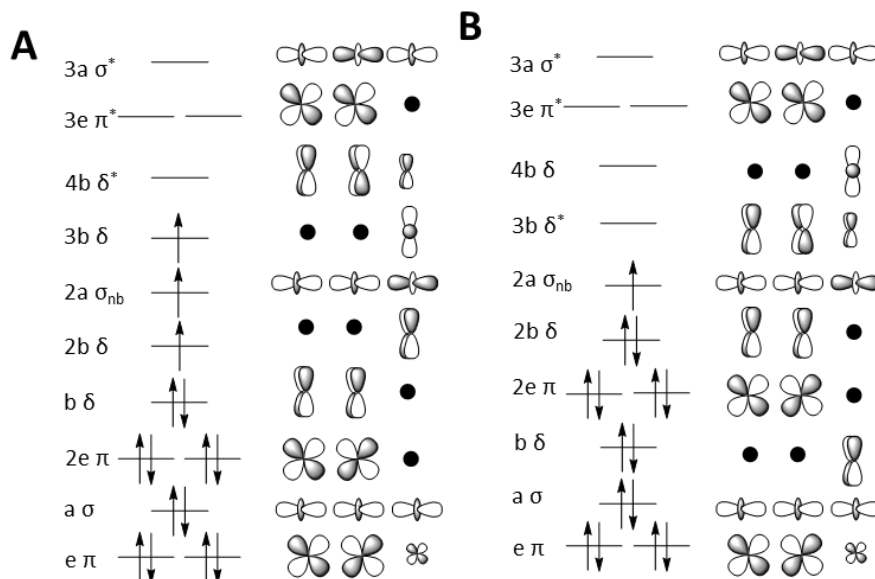 A
3a σ*
3e π*
4b δ*
3b δ
2a σnb
2b δ
b δ
2e π
a σ
e π
B
3a σ*
3e π*
4b δ
3b δ*
2a σnb
2b δ
2e π
b δ
a σ
e π